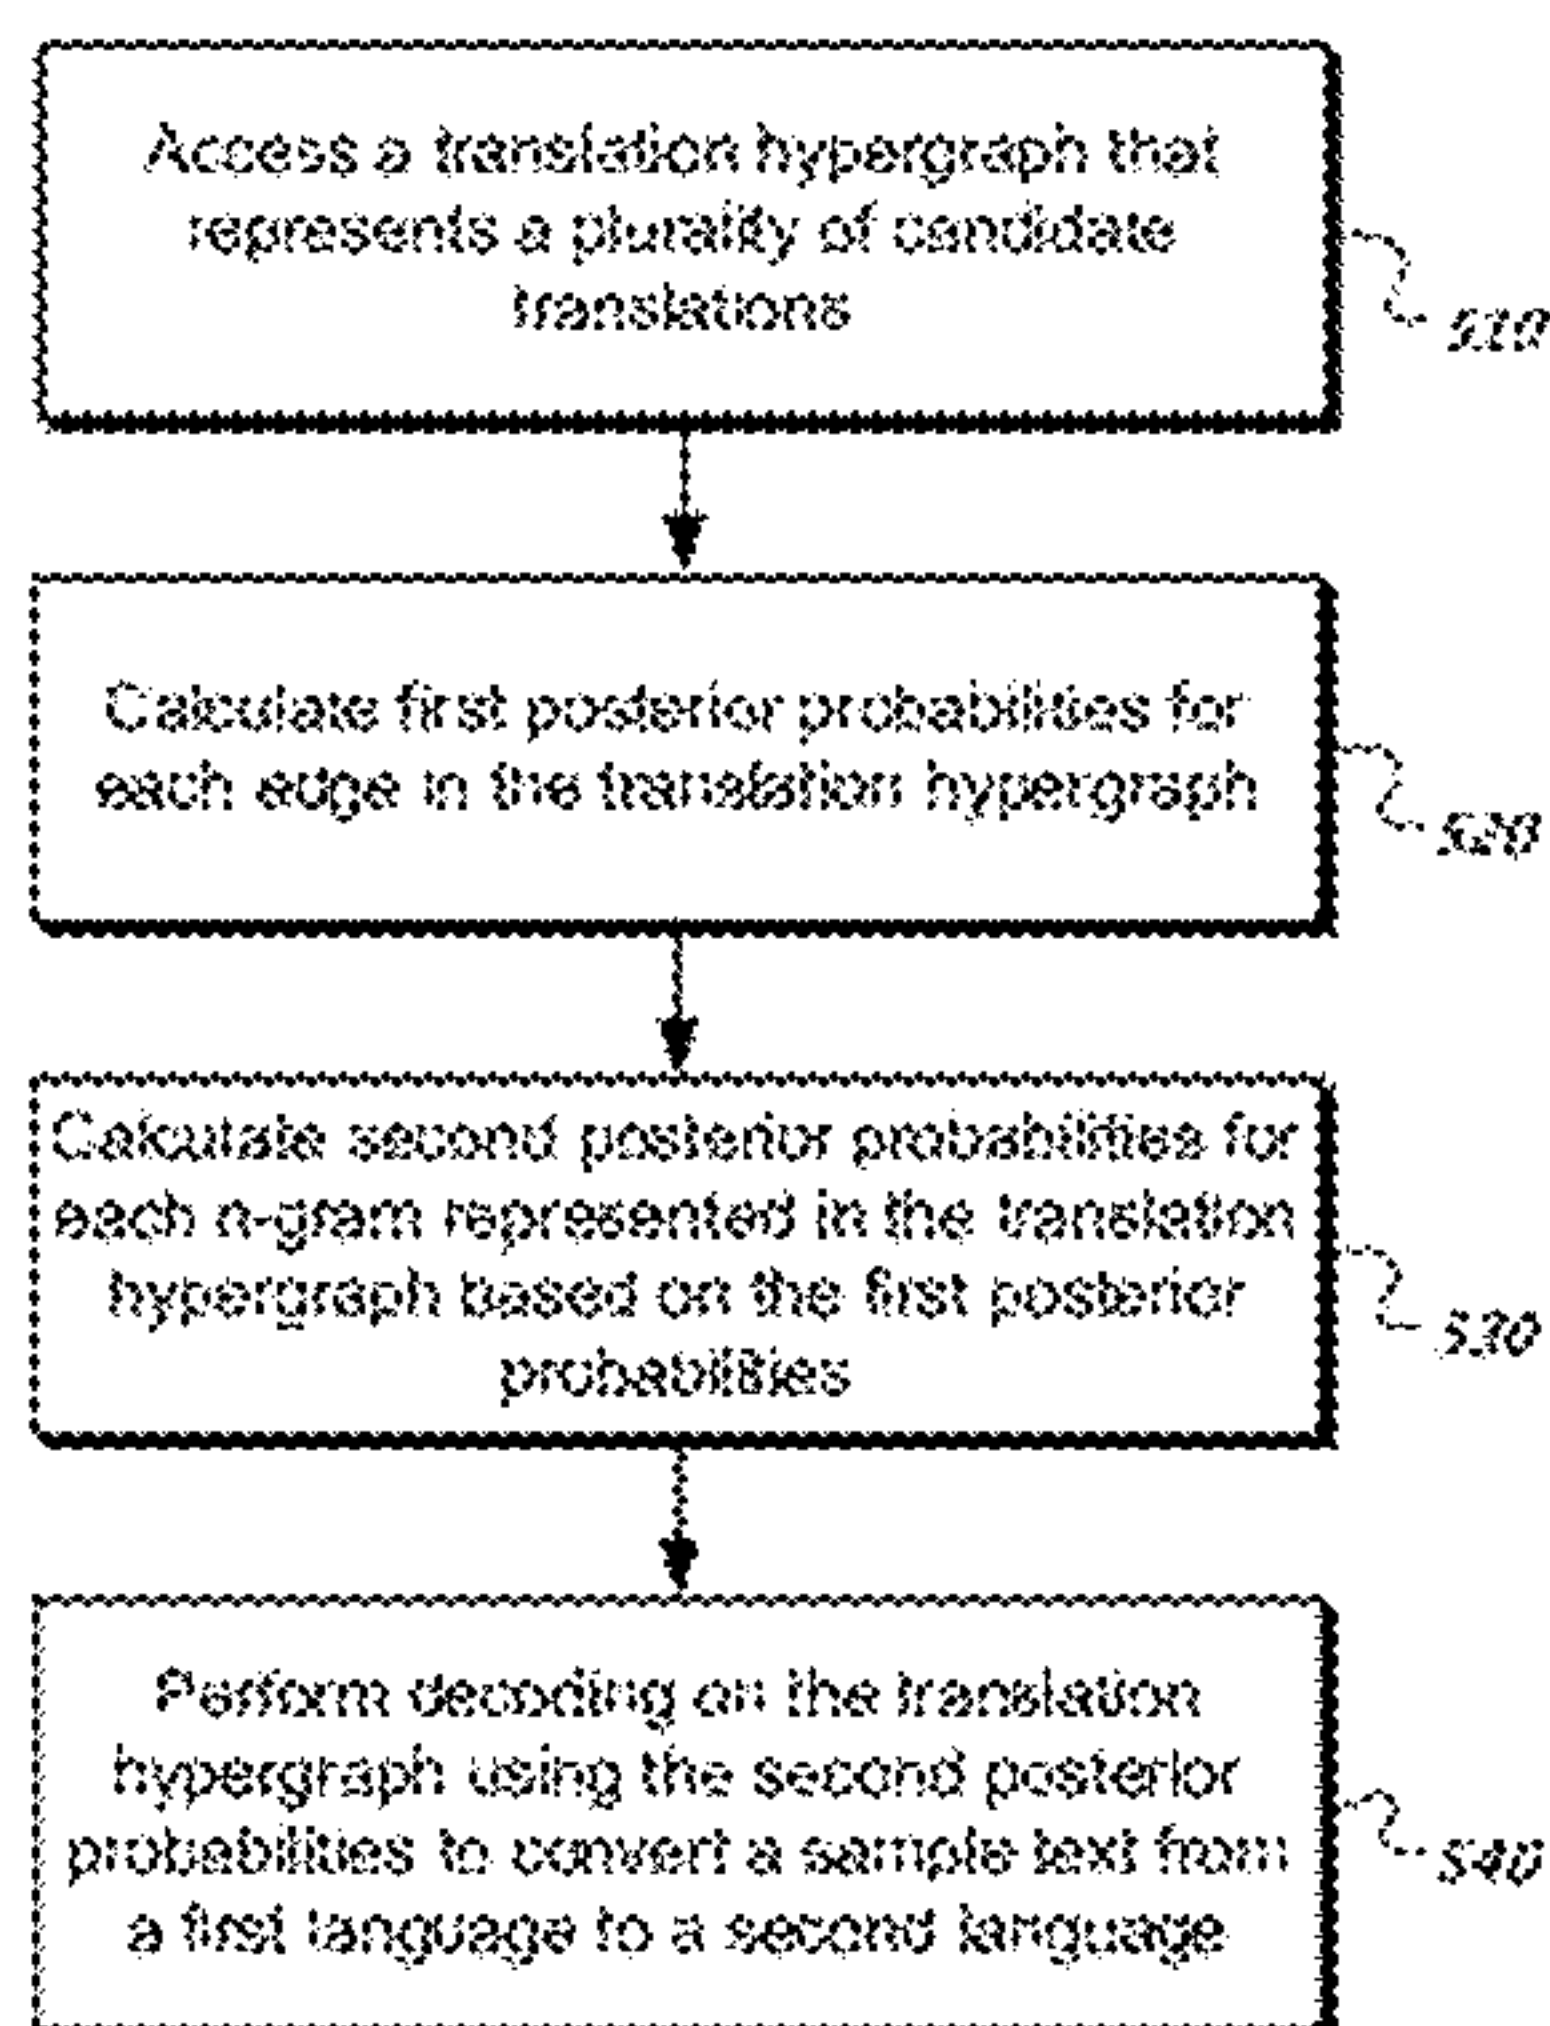 Access a translation hypergraph that
represents a plurality of candidate
translations
510
Calculate first posterior probabilities for
each edge in the translation hypergraph
520
Calculate second posterior probabilities for
each n-gram represented in the translation
hypergraph based on the first posterior
probabilities
530
Perform decoding on the translation
hypergraph using the second posterior
probabilities to convert a sample text from
a first language to a second language
540